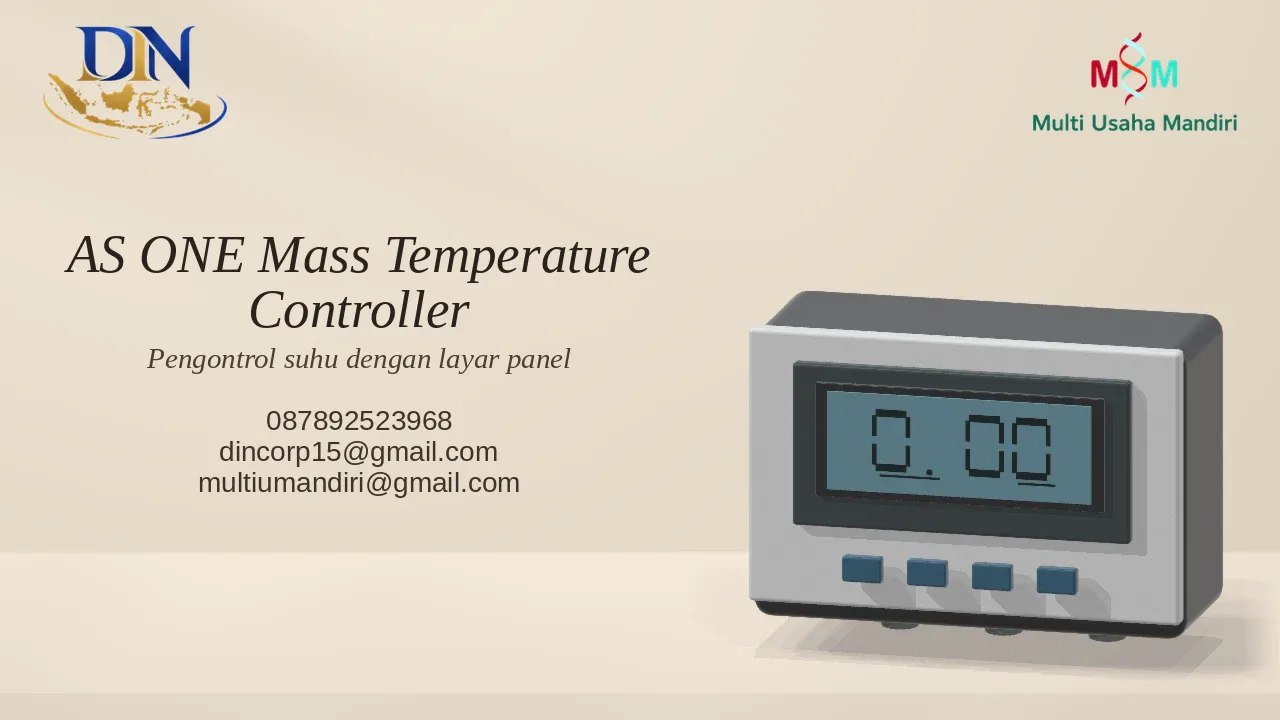 DN
M M
Multi Usaha Mandiri
AS ONE Mass Temperature
Controller
Pengontrol suhu dengan layar panel
087892523968
dincorp15@gmail.com
multiumandiri@gmail.com
0.00